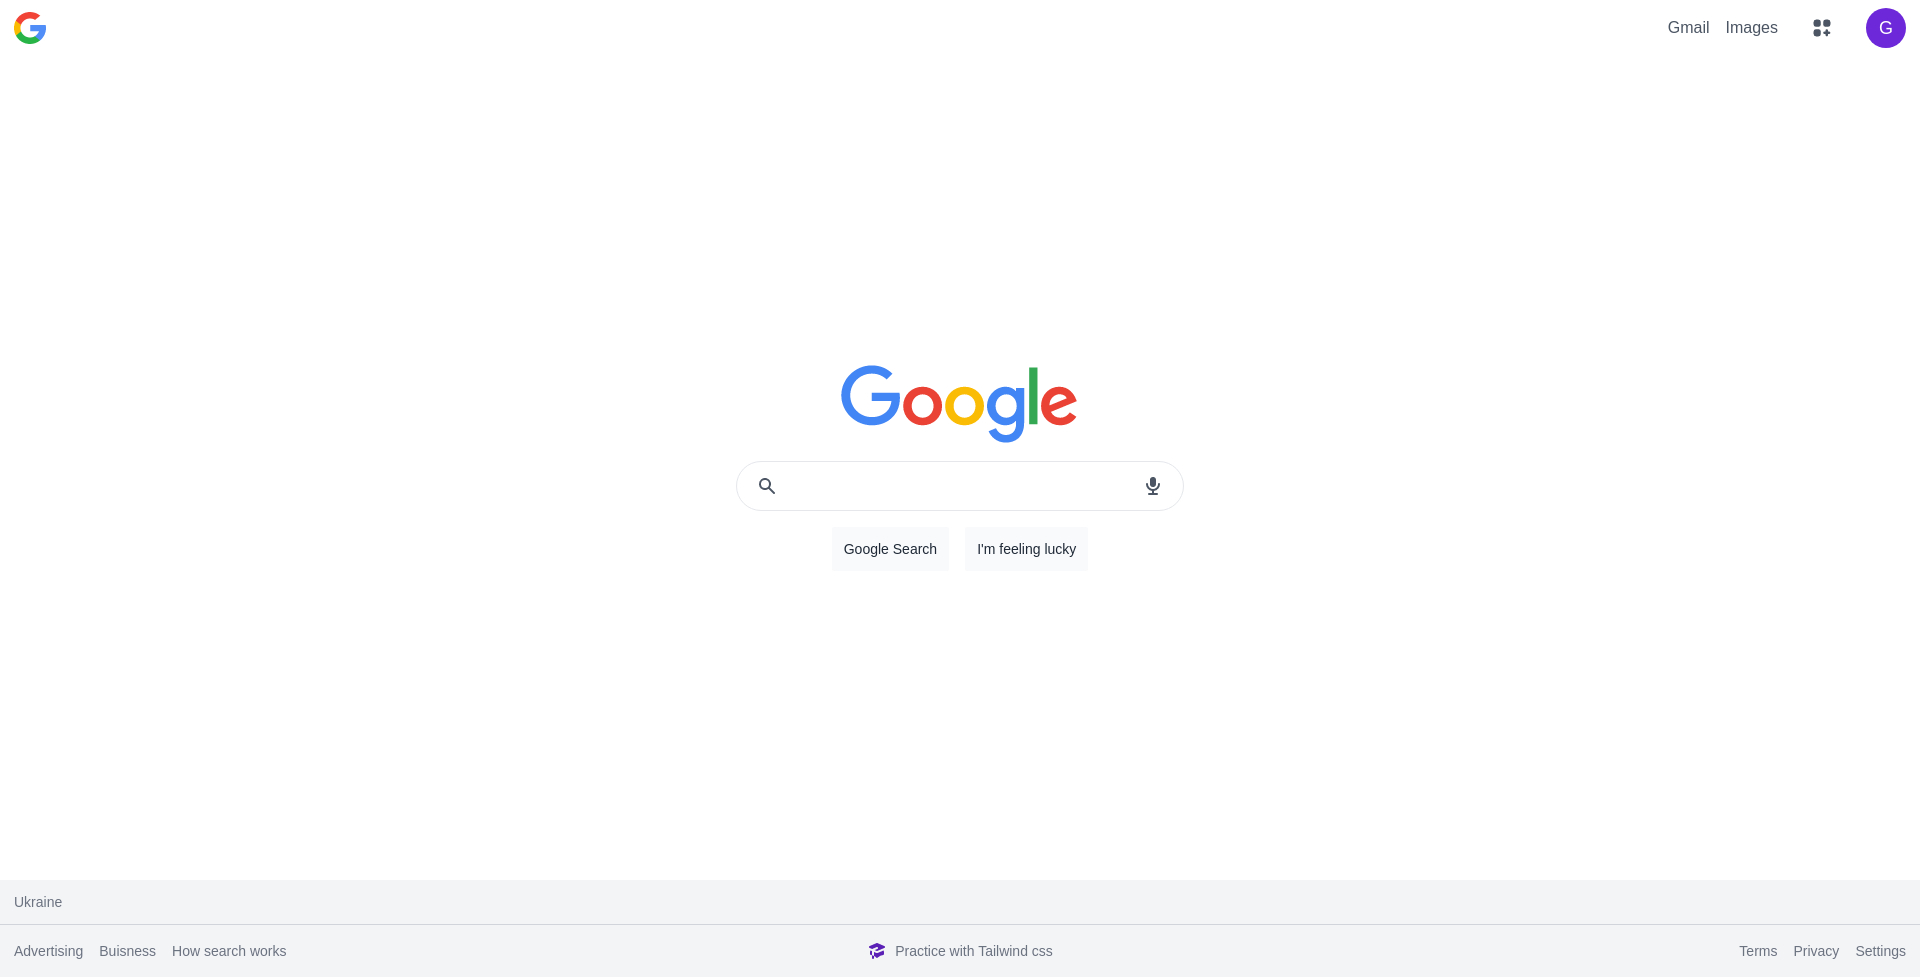 Gmail Images G
Google
Google Search I'm feeling lucky
Ukraine
Advertising Buisness How search works Practice with Tailwind css Terms Privacy Settings